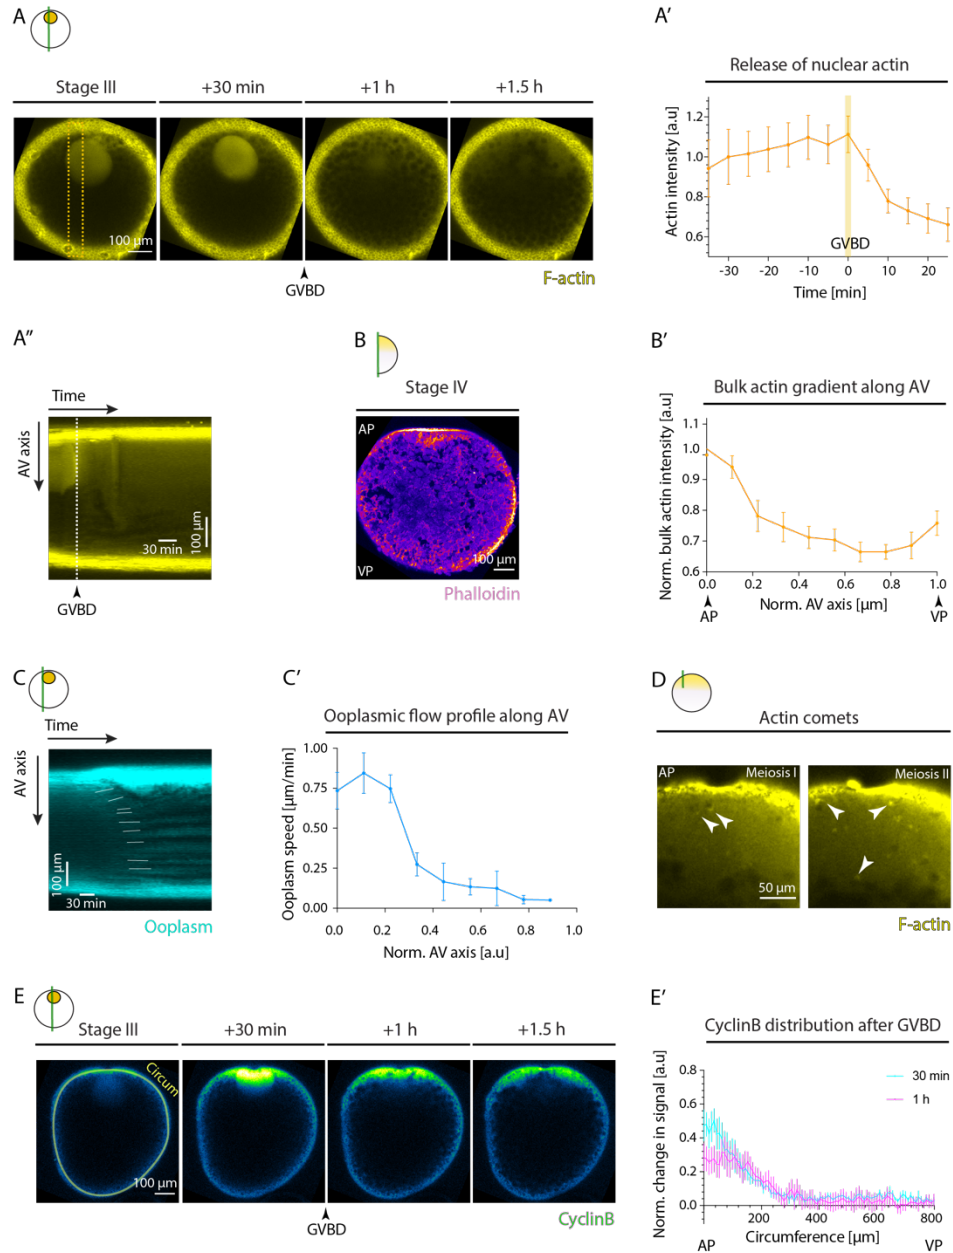 A
Stage III
+30 min
+1 h
+1.5 h
100 µm
GVBD
F-actin
A'
Release of nuclear actin
Actin intensity [a.u]
1.2
1.0
0.8
0.6
GVBD
-30
-20
-10
0
10
20
Time [min]
A"
Time
AV axis
100 µm
30 min
GVBD
B
Stage IV
AP
VP
100 µm
Phalloidin
B'
Bulk actin gradient along AV
Norm. bulk actin intensity [a.u]
1.1
1.0
0.8
0.7
0.6
0.0
0.2
0.4
0.6
0.8
1.0
Norm. AV axis [µm]
AP
VP
C
Time
AV axis
100 µm
30 min
Ooplasm
C'
Ooplasmic flow profile along AV
Ooplasm speed [µm/min]
1.00
0.75
0.50
0.25
0.00
0.0
0.2
0.4
0.6
0.8
1.0
Norm. AV axis [a.u]
D
Actin comets
AP
Meiosis I
Meiosis II
50 µm
F-actin
E
Stage III
+30 min
+1 h
+1.5 h
Circum
100 µm
GVBD
CyclinB
E'
CyclinB distribution after GVBD
Norm. change in signal [a.u]
0.8
0.6
0.4
0.2
0.0
30 min
1 h
200
400
600
800
Circumference [µm]
AP
VP